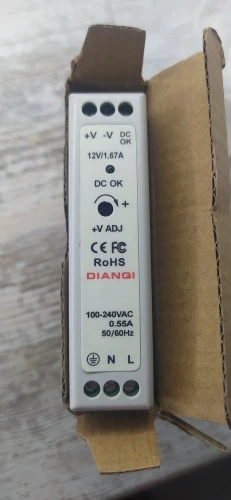 +V -V DC OK
12V/1.67A
DC OK
+
+V ADJ
CE FC
RoHS
DIANQI
100-240VAC
0.55A
50/60Hz
N L